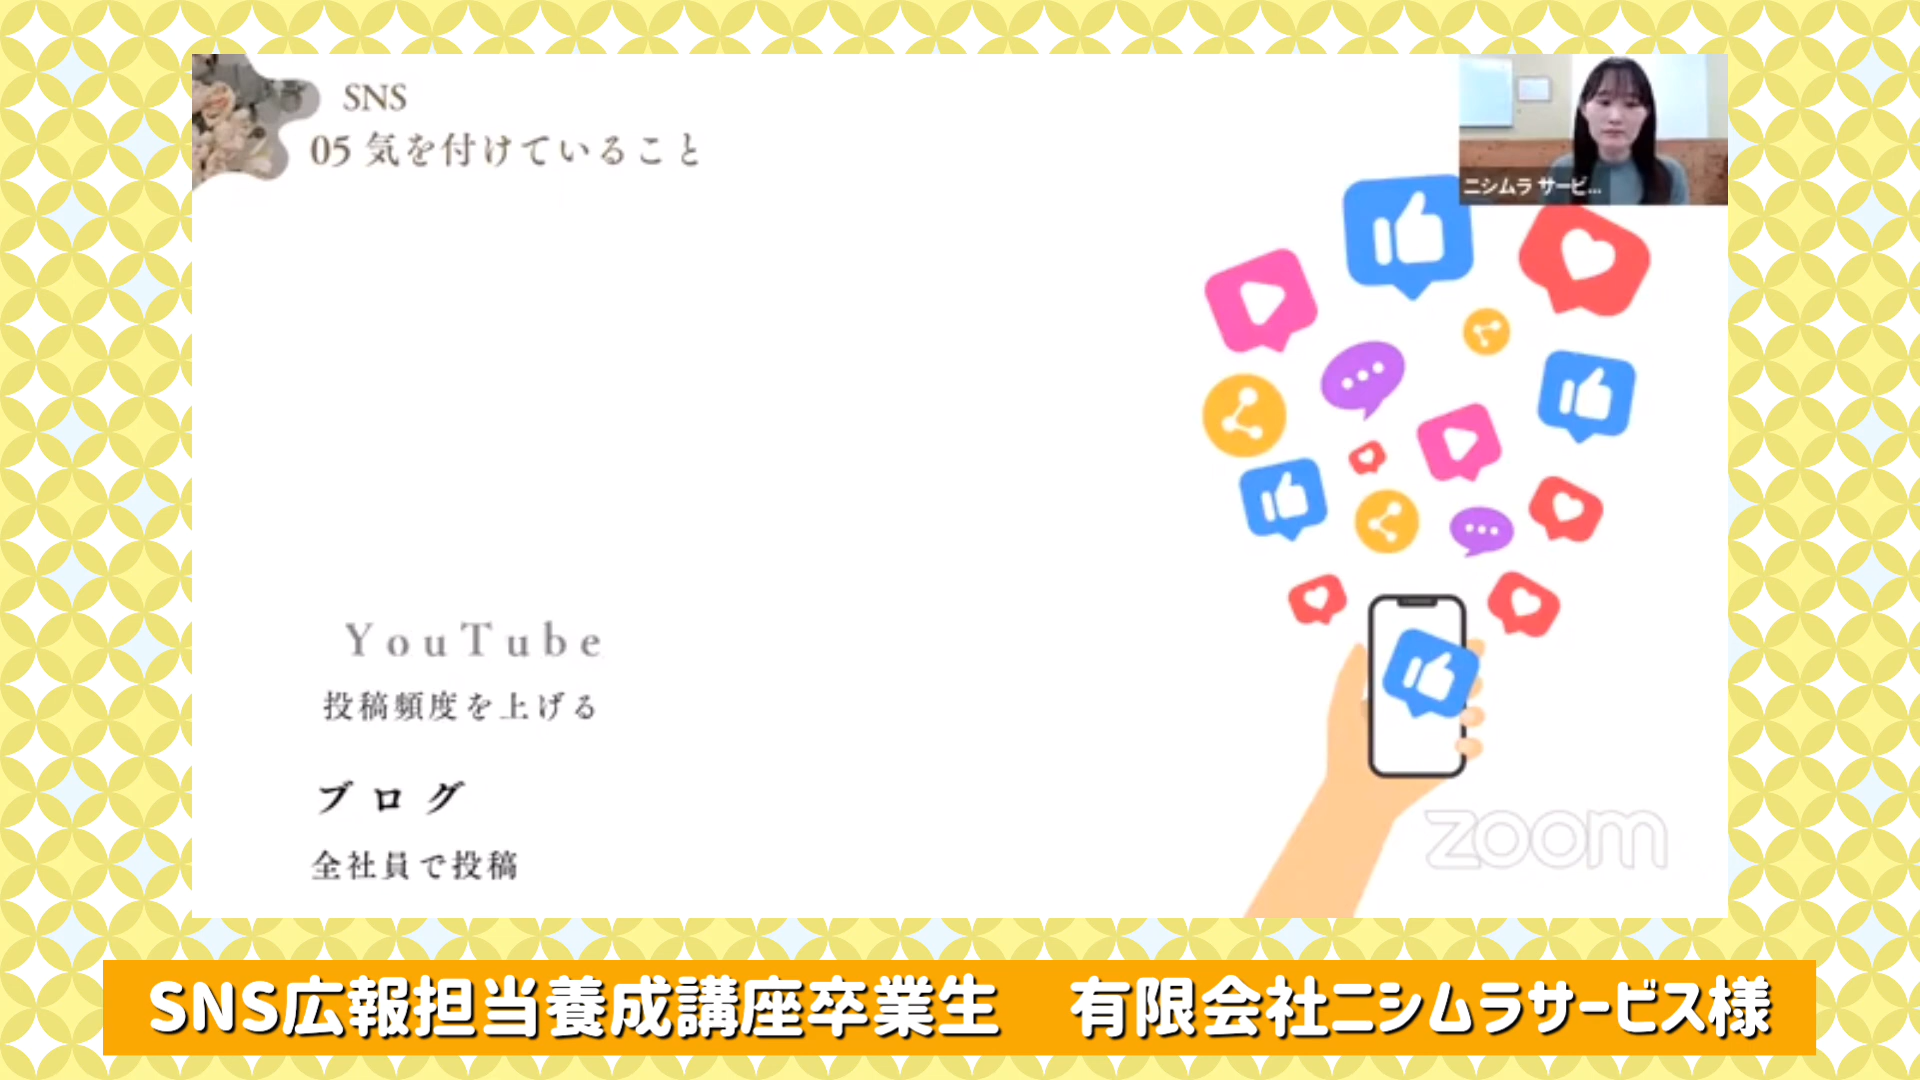 SNS
05 気を付けていること
ニシムラ サービ...
YouTube
投稿頻度を上げる
ブログ
全社員で投稿
zoom
SNS広報担当養成講座卒業生　有限会社ニシムラサービス様